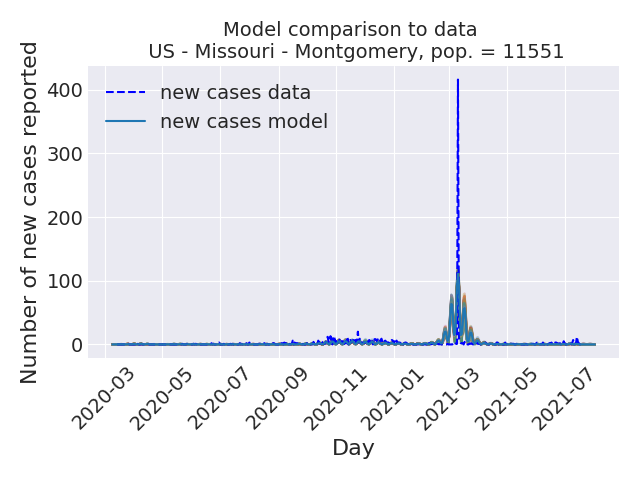 Model comparison to data
US - Missouri - Montgomery, pop. = 11551
new cases data
new cases model
Number of new cases reported
400
300
200
100
0
2020-03
2020-05
2020-07
2020-09
2020-11
2021-01
2021-03
2021-05
2021-07
Day